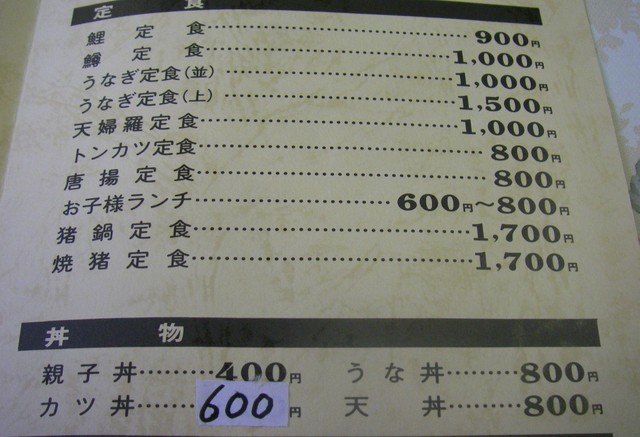 定 食
鯉定食……900円
鱒定食……1,000円
うなぎ定食(並)……1,000円
うなぎ定食(上)……1,500円
天婦羅定食……1,000円
トンカツ定食……800円
唐揚定食……800円
お子様ランチ……600円〜800円
猪鍋定食……1,700円
焼猪定食……1,700円
丼 物
親子丼……400円 うな丼……800円
カツ丼……600円 天丼……800円